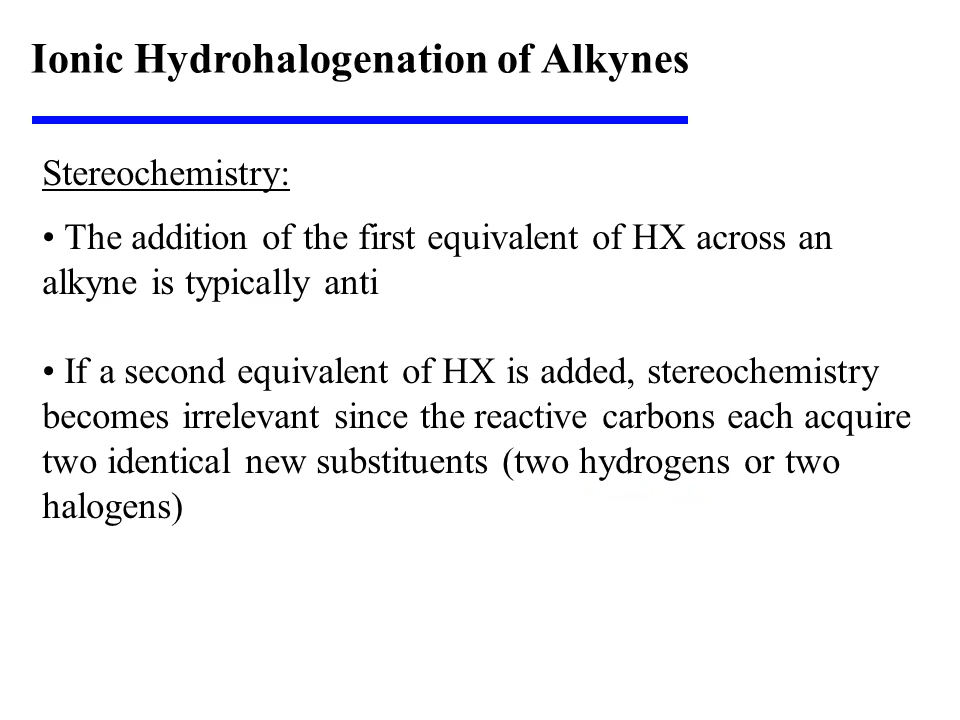 Ionic Hydrohalogenation of Alkynes
Stereochemistry:
• The addition of the first equivalent of HX across an
alkyne is typically anti
• If a second equivalent of HX is added, stereochemistry
becomes irrelevant since the reactive carbons each acquire
two identical new substituents (two hydrogens or two
halogens)